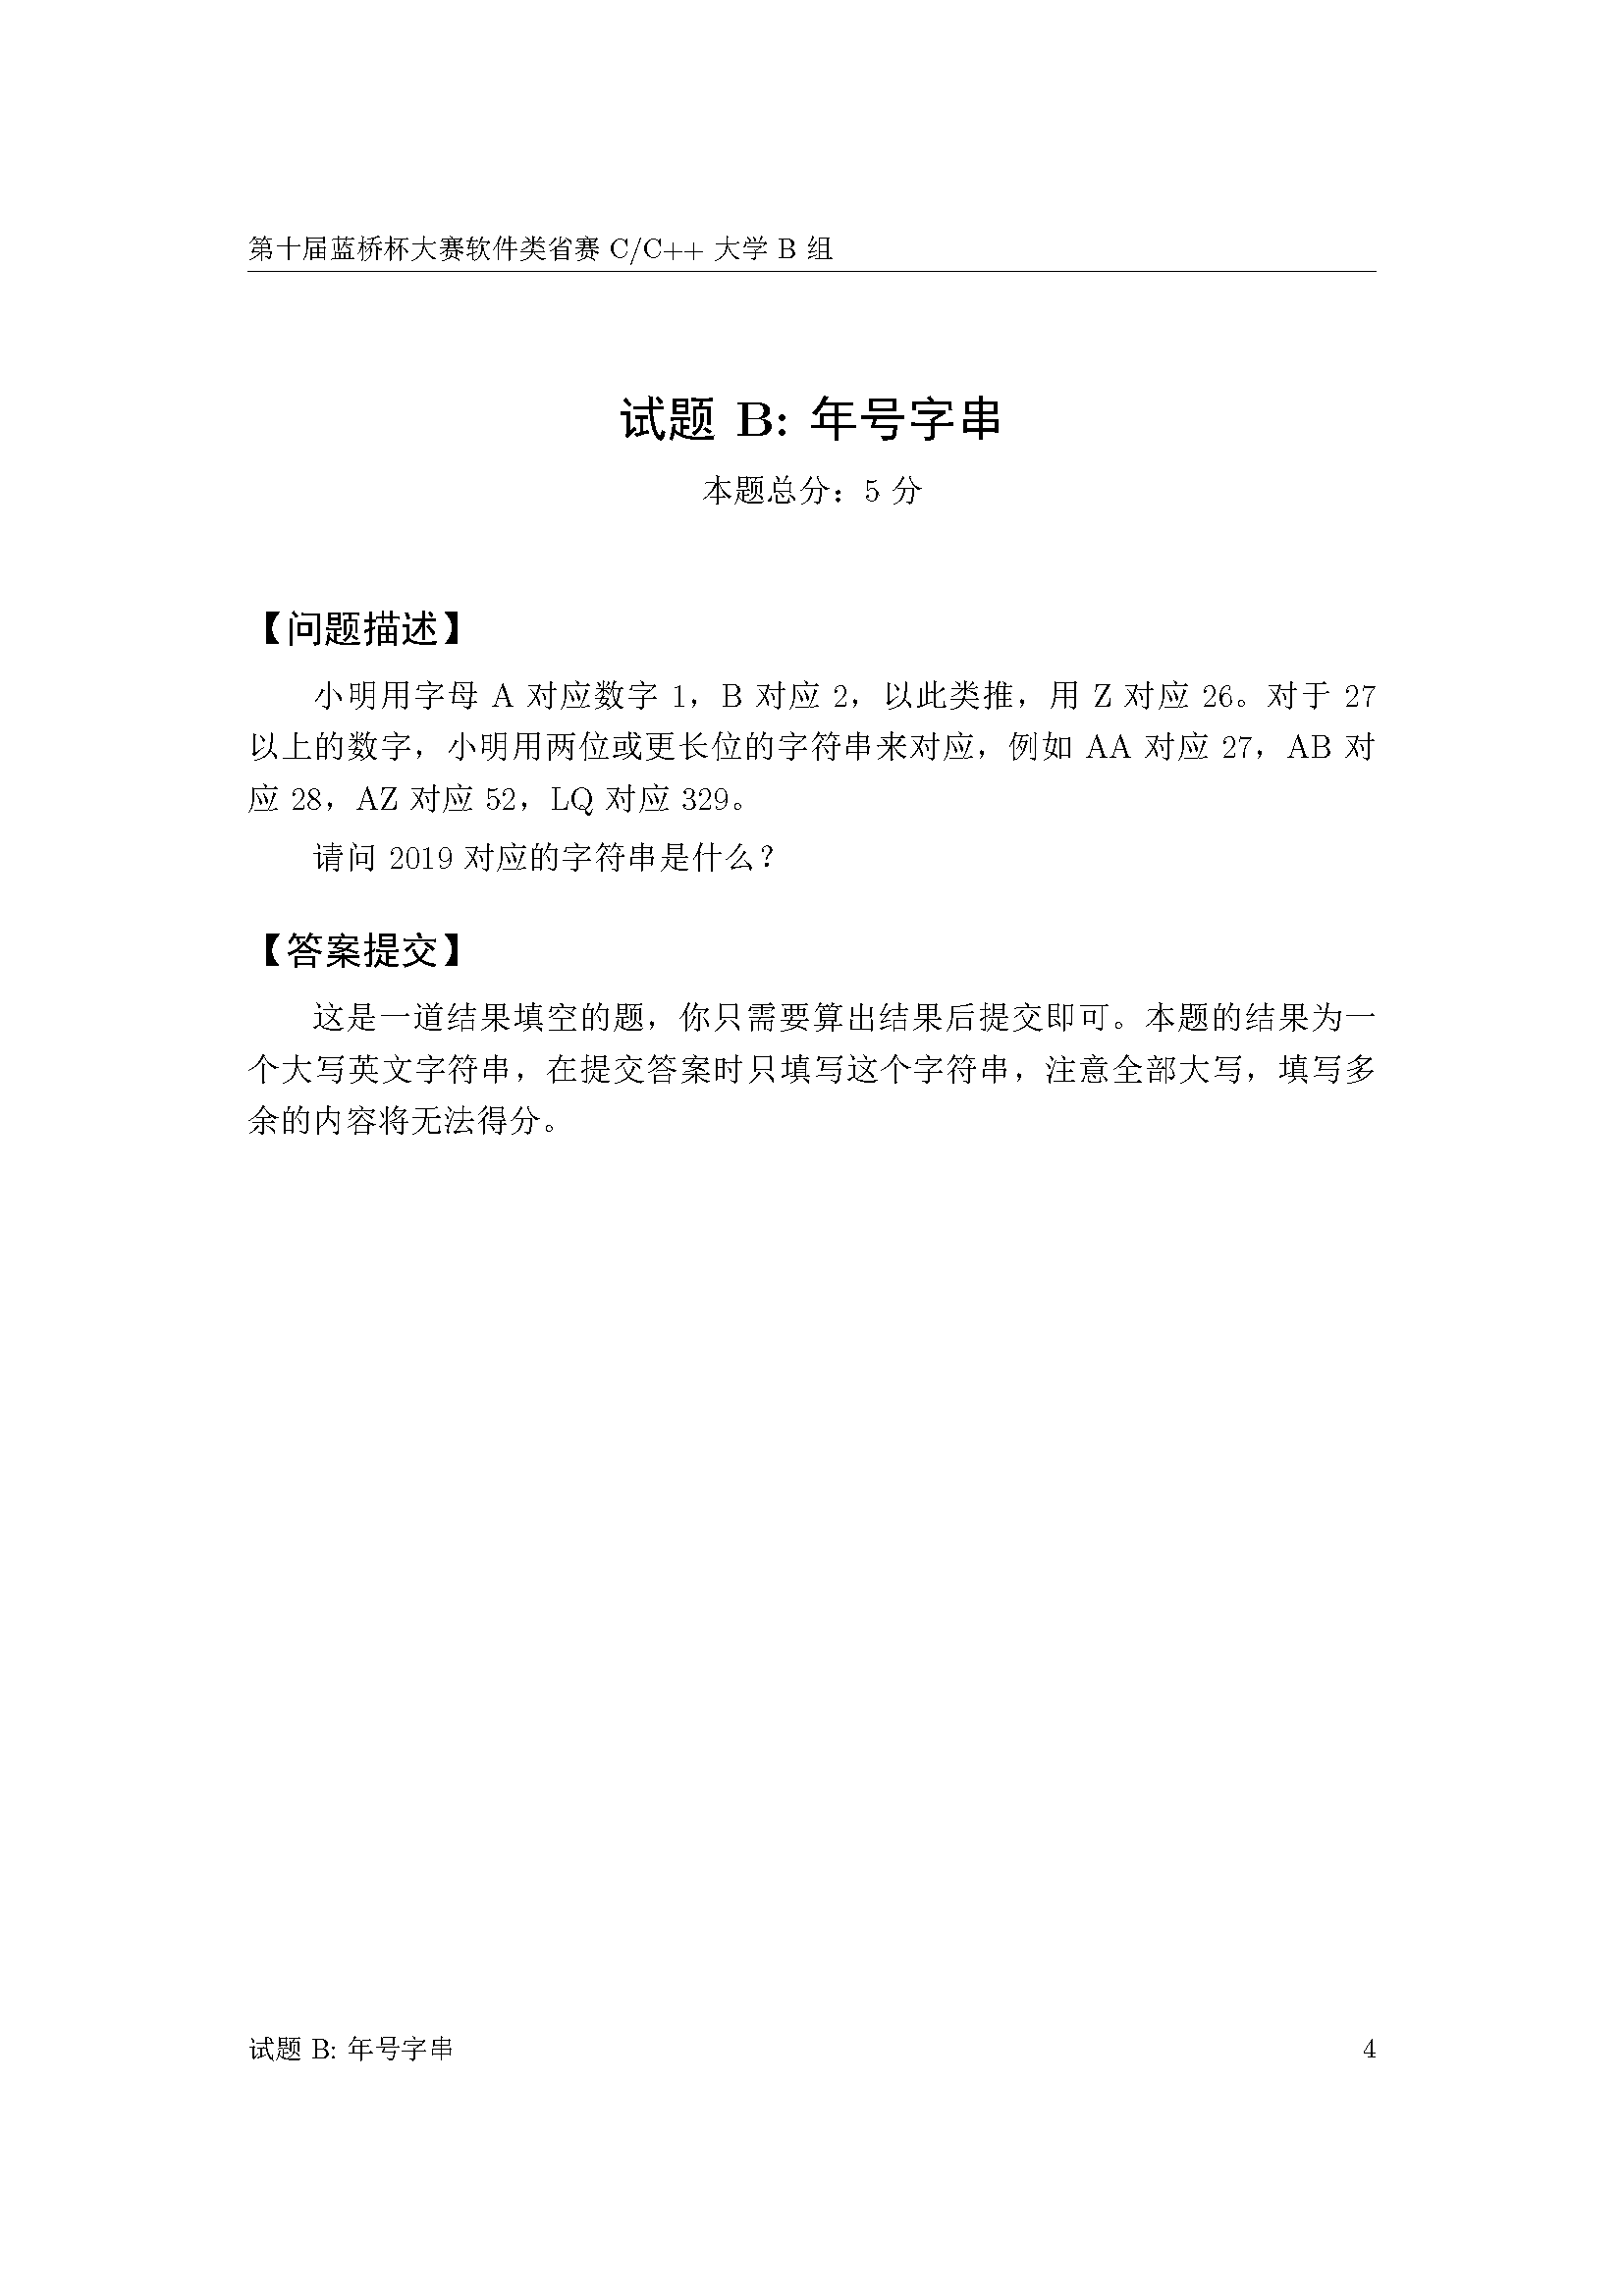 第十届蓝桥杯大赛软件类省赛 C/C++ 大学 B 组
试题 B: 年号字串
本题总分：5 分
【问题描述】
小明用字母 A 对应数字 1，B 对应 2，以此类推，用 Z 对应 26。对于 27
以上的数字，小明用两位或更长位的字符串来对应，例如 AA 对应 27，AB 对
应 28，AZ 对应 52，LQ 对应 329。
请问 2019 对应的字符串是什么？
【答案提交】
这是一道结果填空的题，你只需要算出结果后提交即可。本题的结果为一
个大写英文字符串，在提交答案时只填写这个字符串，注意全部大写，填写多
余的内容将无法得分。
试题 B: 年号字串 4